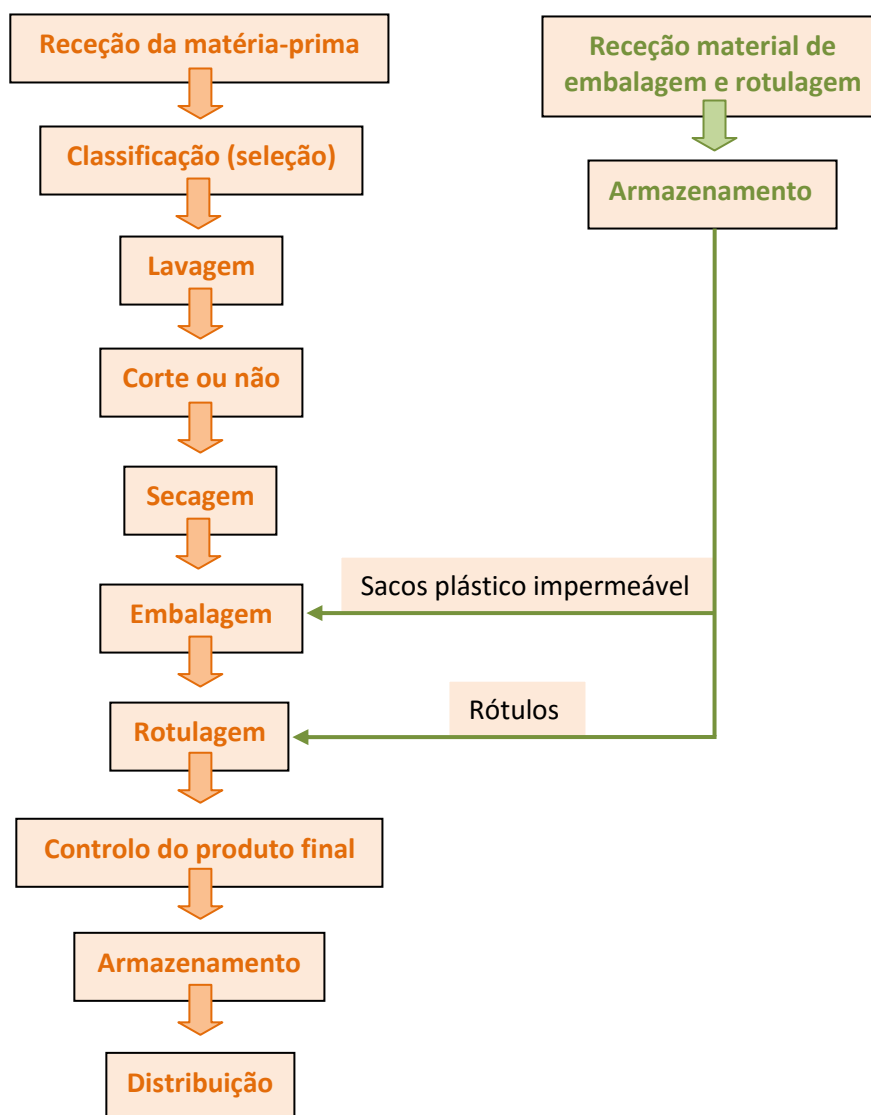 Receção da matéria-prima
Receção material de
embalagem e rotulagem
Classificação (seleção)
Armazenamento
Lavagem
Corte ou não
Secagem
Sacos plástico impermeável
Embalagem
Rótulos
Rotulagem
Controlo do produto final
Armazenamento
Distribuição